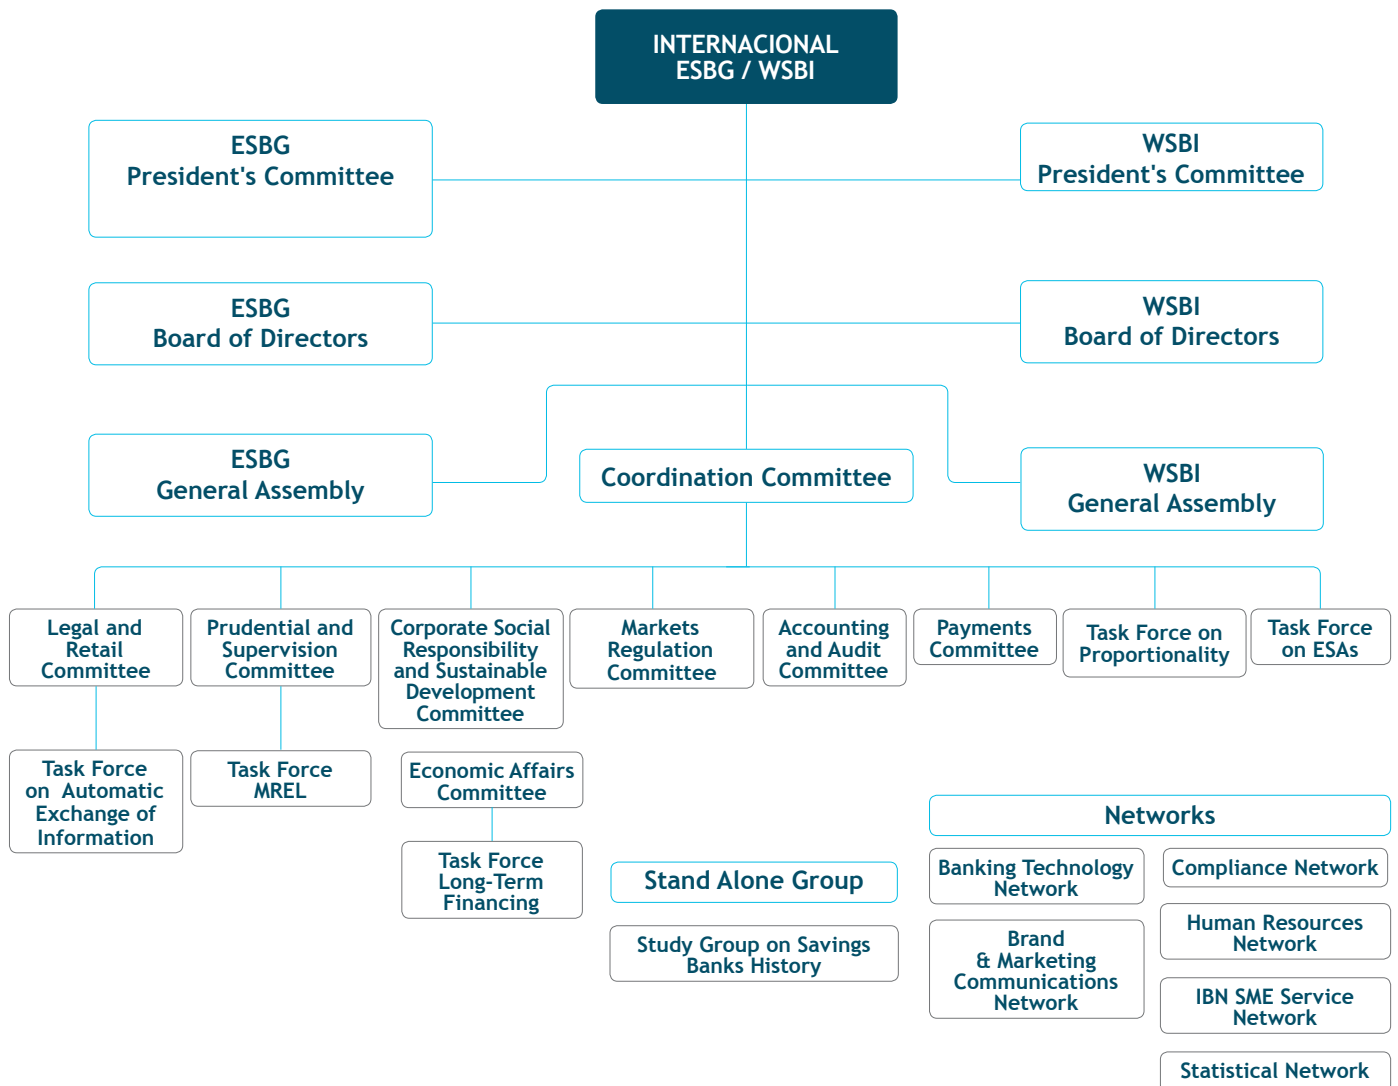 INTERNACIONAL
ESBG / WSBI
ESBG
President's Committee
WSBI
President's Committee
ESBG
Board of Directors
WSBI
Board of Directors
ESBG
General Assembly
Coordination Committee
WSBI
General Assembly
Legal and
Retail
Committee
Prudential and
Supervision
Committee
Corporate Social
Responsibility
and Sustainable
Development
Committee
Markets
Regulation
Committee
Accounting
and Audit
Committee
Payments
Committee
Task Force on
Proportionality
Task Force
on ESAs
Task Force
on Automatic
Exchange of
Information
Task Force
MREL
Economic Affairs
Committee
Task Force
Long-Term
Financing
Stand Alone Group
Study Group on Savings
Banks History
Networks
Banking Technology
Network
Brand
& Marketing
Communications
Network
Compliance Network
Human Resources
Network
IBN SME Service
Network
Statistical Network